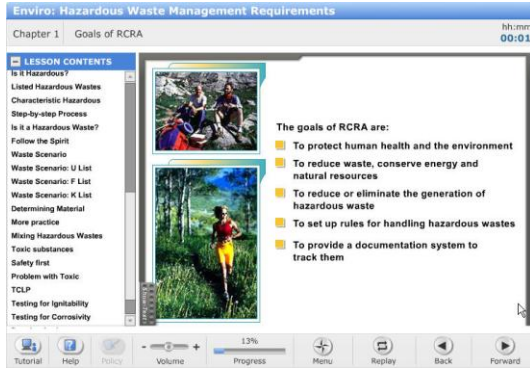 Enviro: Hazardous Waste Management Requirements
Chapter 1 Goals of RCRA
hh:mm
00:01
LESSON CONTENTS
Is it Hazardous?
Listed Hazardous Wastes
Characteristic Hazardous
Step-by-step Process
Is it a Hazardous Waste?
Follow the Spirit
Waste Scenario
Waste Scenario: U List
Waste Scenario: F List
Waste Scenario: K List
Determining Material
More practice
Mixing Hazardous Wastes
Toxic substances
Safety first
Problem with Toxic
TCLP
Testing for Ignitability
Testing for Corrosivity
The goals of RCRA are:
To protect human health and the environment
To reduce waste, conserve energy and
natural resources
To reduce or eliminate the generation of
hazardous waste
To set up rules for handling hazardous wastes
To provide a documentation system to
track them
13%
Tutorial Help Policy - + Volume Progress Menu Replay Back Forward